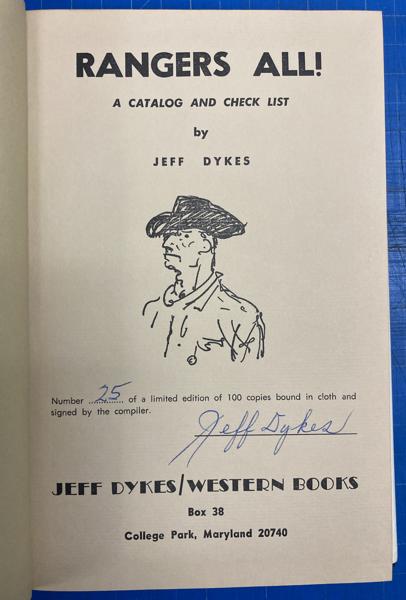 RANGERS ALL!
A CATALOG AND CHECK LIST
by
JEFF DYKES
Number ....25.... of a limited edition of 100 copies bound in cloth and
signed by the compiler.
Jeff Dykes
JEFF DYKES/WESTERN BOOKS
Box 38
College Park, Maryland 20740